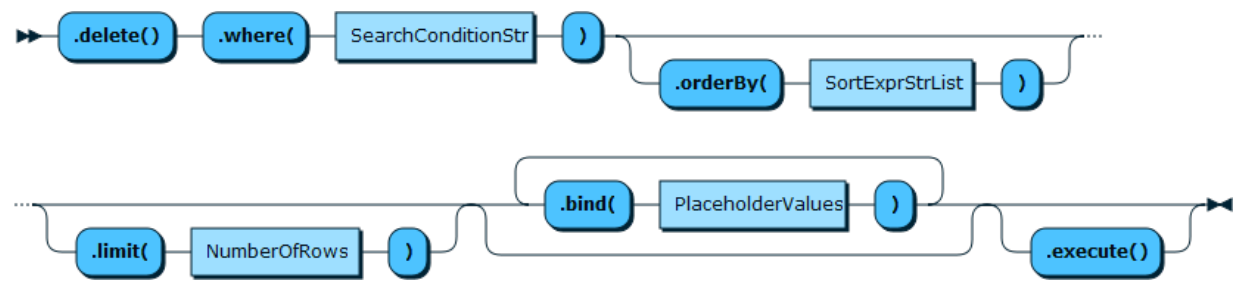 .delete() .where( SearchConditionStr )
.orderBy( SortExprStrList )
.bind( PlaceholderValues )
.limit( NumberOfRows ) .execute()